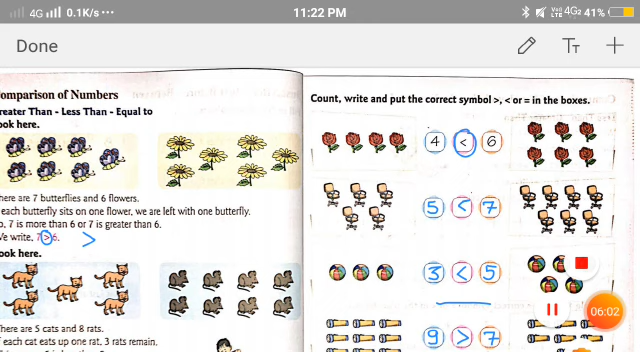 4G 0.1K/s ··· 11:22 PM VoD LTE 4G2 41%
Done TT +
omparison of Numbers
reater Than - Less Than - Equal to
ook here.
here are 7 butterflies and 6 flowers.
each butterfly sits on one flower, we are left with one butterfly.
o, 7 is more than 6 or 7 is greater than 6.
Ve write, 7 > 6. >
ook here.
here are 5 cats and 8 rats.
each cat eats up one rat, 3 rats remain,
Count, write and put the correct symbol >, < or = in the boxes.
4 < 6
5 < 7
3 < 5
9 > 7
06:02